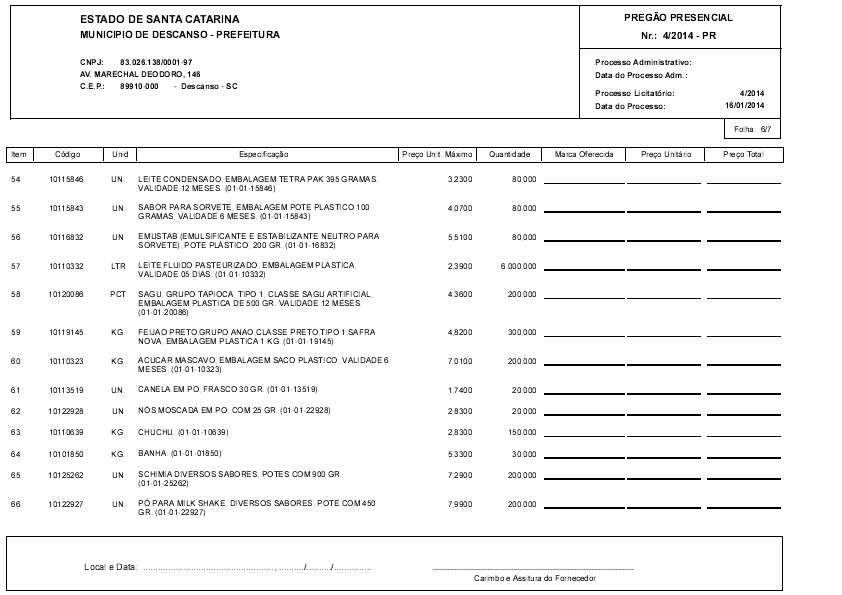 ESTADO DE SANTA CATARINA
MUNICIPIO DE DESCANSO - PREFEITURA
CNPJ: 83.026.138/0001-97
AV. MARECHAL DEODORO, 146
C.E.P.: 89910-000 - Descanso - SC
PREGÃO PRESENCIAL
Nr.: 4/2014 - PR
Processo Administrativo:
Data do Processo Adm.:
Processo Licitatório: 4/2014
Data do Processo: 16/01/2014
Folha: 6/7
Item Código Unid Especificação Preço Unit. Máximo Quantidade Marca Oferecida Preço Unitário Preço Total
54 10115846 UN. LEITE CONDENSADO, EMBALAGEM TETRA PAK 395 GRAMAS, 3,2300 80,000
VALIDADE 12 MESES. (01-01-15846)
55 10115843 UN SABOR PARA SORVETE, EMBALAGEM POTE PLASTICO 100 4,0700 80,000
GRAMAS, VALIDADE 6 MESES. (01-01-15843)
56 10116832 UN EMUSTAB (EMULSIFICANTE E ESTABILIZANTE NEUTRO PARA 5,5100 80,000
SORVETE), POTE PLÁSTICO, 200 GR. (01-01-16832)
57 10110332 LTR LEITE FLUIDO PASTEURIZADO, EMBALAGEM PLASTICA, 2,3900 6.000,000
VALIDADE 05 DIAS. (01-01-10332)
58 10120086 PCT SAGU, GRUPO TAPIOCA, TIPO 1, CLASSE SAGU ARTIFICIAL, 4,3600 200,000
EMBALAGEM PLASTICA DE 500 GR, VALIDADE 12 MESES.
(01-01-20086)
59 10119145 KG. FEIJAO PRETO,GRUPO ANAO,CLASSE PRETO,TIPO 1,SAFRA 4,8200 300,000
NOVA, EMBALAGEM PLASTICA 1 KG. (01-01-19145)
60 10110323 KG. ACUCAR MASCAVO, EMBALAGEM SACO PLASTICO, VALIDADE 6 7,0100 200,000
MESES. (01-01-10323)
61 10113519 UN. CANELA EM PO, FRASCO 30 GR. (01-01-13519) 1,7400 20,000
62 10122928 UN NÓS MOSCADA EM PO, COM 25 GR. (01-01-22928) 2,8300 20,000
63 10110639 KG. CHUCHU. (01-01-10639) 2,8300 150,000
64 10101850 KG. BANHA. (01-01-01850) 5,3300 30,000
65 10125262 UN SCHIMIA DIVERSOS SABORES, POTES COM 900 GR. 7,2900 200,000
(01-01-25262)
66 10122927 UN PÓ PARA MILK SHAKE, DIVERSOS SABORES, POTE COM 450 7,9900 200,000
GR. (01-01-22927)
Local e Data: ...................................................., ........../........../...............
Carimbo e Assitura do Fornecedor